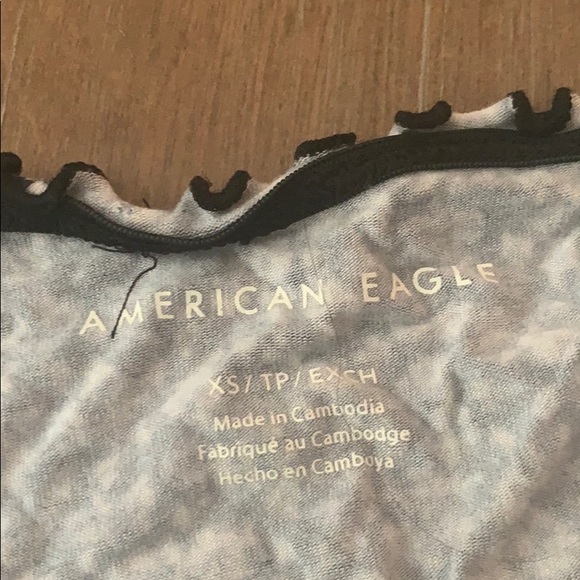 AMERICAN EAGLE
XS/TP/EXCH
Made in Cambodia
Fabriqué au Cambodge
Hecho en Camboya